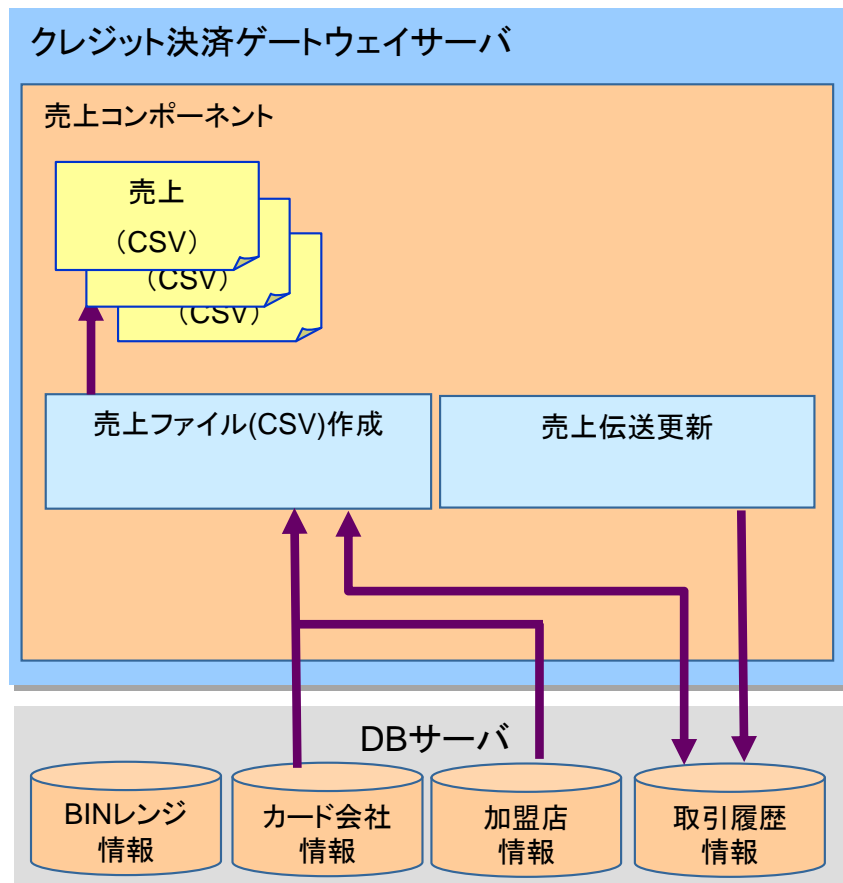 クレジット決済ゲートウェイサーバ
売上コンポーネント
売上
（CSV）
（CSV）
（CSV）
売上ファイル(CSV)作成
売上伝送更新
DBサーバ
BINレンジ
情報
カード会社
情報
加盟店
情報
取引履歴
情報